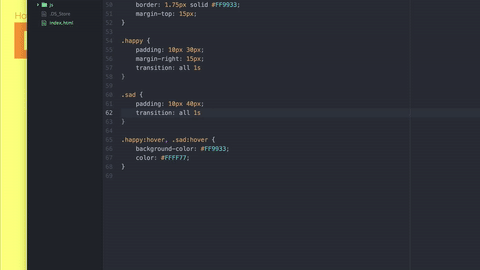 Ho
js
.DS_Store
index.html
50 border: 1.75px solid #FF9933;
51 margin-top: 15px;
52 }
53
54 .happy {
55 padding: 10px 30px;
56 margin-right: 15px;
57 transition: all 1s
58 }
59
60 .sad {
61 padding: 10px 40px;
62 transition: all 1s
63 }
64
65 .happy:hover, .sad:hover {
66 background-color: #FF9933;
67 color: #FFFF77;
68 }
69